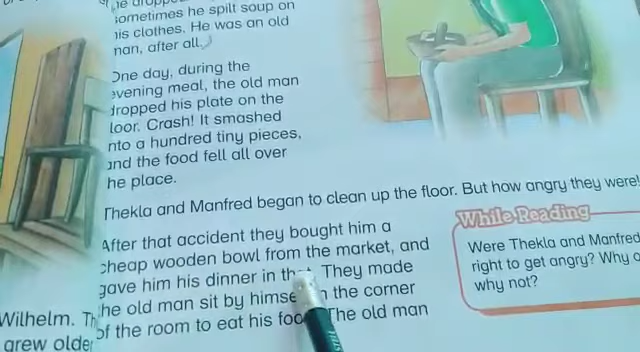 he dropped
sometimes he spilt soup on
his clothes. He was an old
man, after all.
One day, during the
evening meal, the old man
dropped his plate on the
floor. Crash! It smashed
into a hundred tiny pieces,
and the food fell all over
the place.
Thekla and Manfred began to clean up the floor. But how angry they were!
After that accident they bought him a
cheap wooden bowl from the market, and
gave him his dinner in that. They made
the old man sit by himself in the corner
of the room to eat his food. The old man
While Reading
Were Thekla and Manfred
right to get angry? Why o
why not?
Wilhelm. Th
grew older